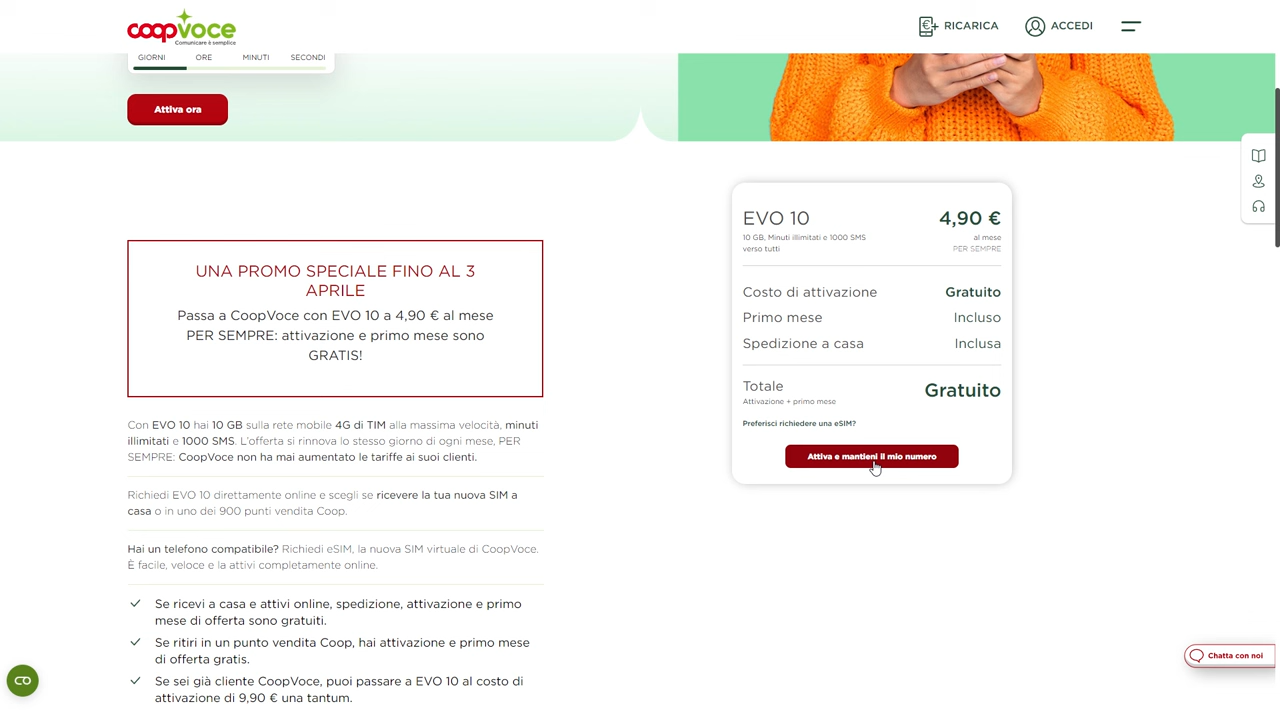 coopvoce
Comunicare è semplice
RICARICA
ACCEDI
GIORNI ORE MINUTI SECONDI
Attiva ora
UNA PROMO SPECIALE FINO AL 3
APRILE
Passa a CoopVoce con EVO 10 a 4,90 € al mese
PER SEMPRE: attivazione e primo mese sono
GRATIS!
Con EVO 10 hai 10 GB sulla rete mobile 4G di TIM alla massima velocità, minuti
illimitati e 1000 SMS. L'offerta si rinnova lo stesso giorno di ogni mese, PER
SEMPRE: CoopVoce non ha mai aumentato le tariffe ai suoi clienti.
Richiedi EVO 10 direttamente online e scegli se ricevere la tua nuova SIM a
casa o in uno dei 900 punti vendita Coop.
Hai un telefono compatibile? Richiedi eSIM, la nuova SIM virtuale di CoopVoce.
È facile, veloce e la attivi completamente online.
Se ricevi a casa e attivi online, spedizione, attivazione e primo
mese di offerta sono gratuiti.
Se ritiri in un punto vendita Coop, hai attivazione e primo mese
di offerta gratis.
Se sei già cliente CoopVoce, puoi passare a EVO 10 al costo di
attivazione di 9,90 € una tantum.
EVO 10 4,90 €
10 GB, Minuti illimitati e 1000 SMS al mese
verso tutti PER SEMPRE
Costo di attivazione Gratuito
Primo mese Incluso
Spedizione a casa Inclusa
Totale Gratuito
Attivazione + primo mese
Preferisci richiedere una eSIM?
Attiva e mantieni il mio numero
Chatta con noi